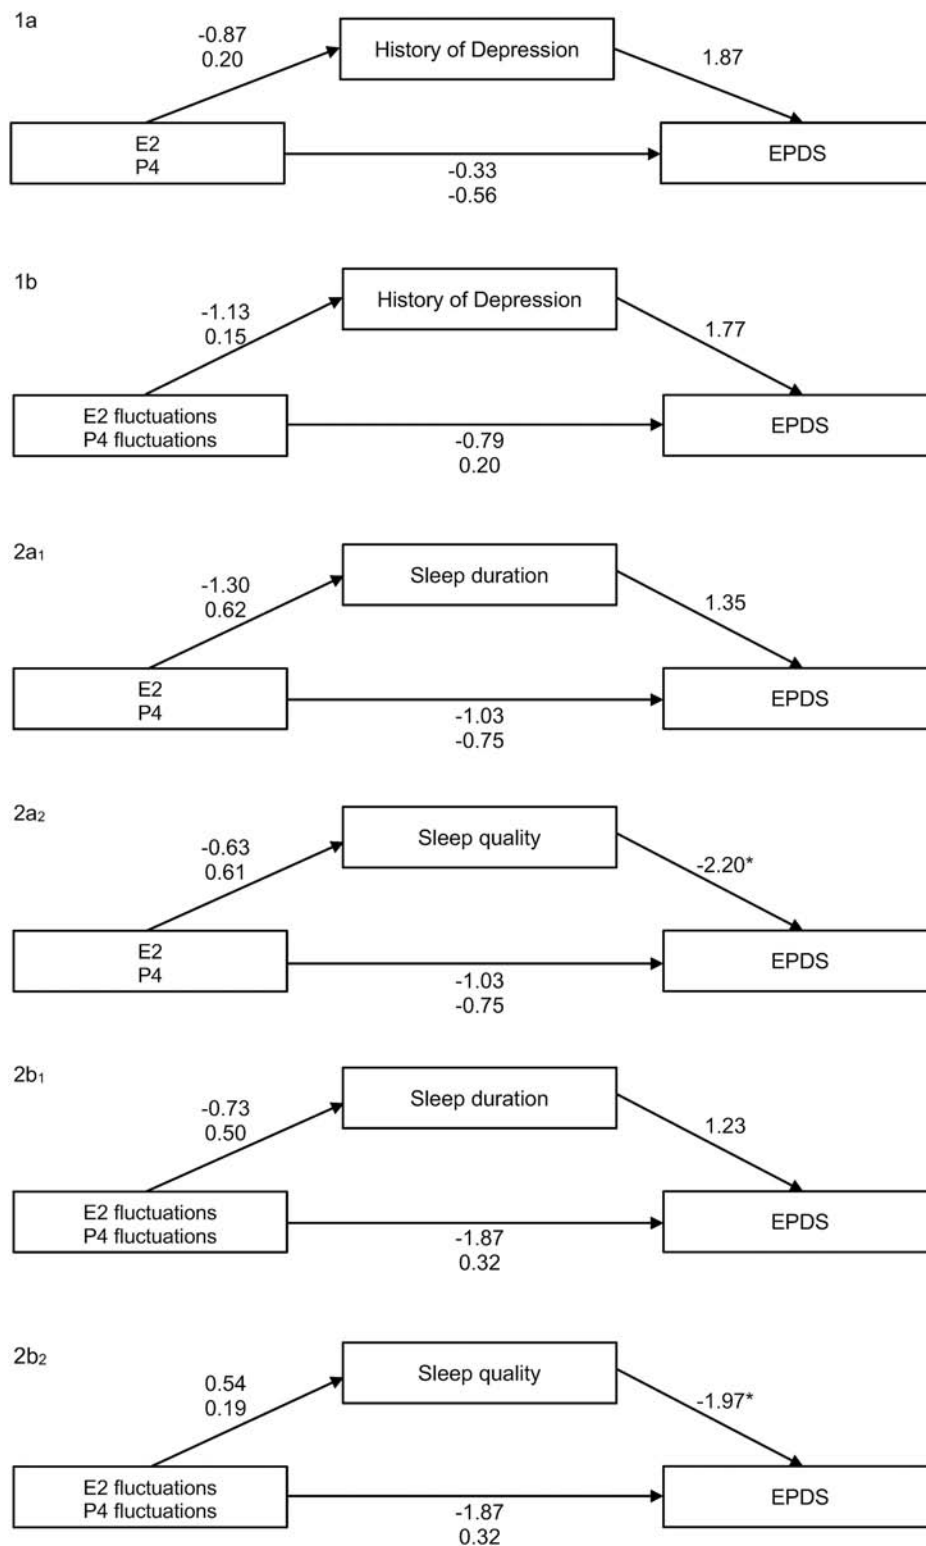 1a
-0.87
0.20
History of Depression
1.87
E2
P4
-0.33
-0.56
EPDS
1b
-1.13
0.15
History of Depression
1.77
E2 fluctuations
P4 fluctuations
-0.79
0.20
EPDS
2a₁
-1.30
0.62
Sleep duration
1.35
E2
P4
-1.03
-0.75
EPDS
2a₂
-0.63
0.61
Sleep quality
-2.20*
E2
P4
-1.03
-0.75
EPDS
2b₁
-0.73
0.50
Sleep duration
1.23
E2 fluctuations
P4 fluctuations
-1.87
0.32
EPDS
2b₂
0.54
0.19
Sleep quality
-1.97*
E2 fluctuations
P4 fluctuations
-1.87
0.32
EPDS